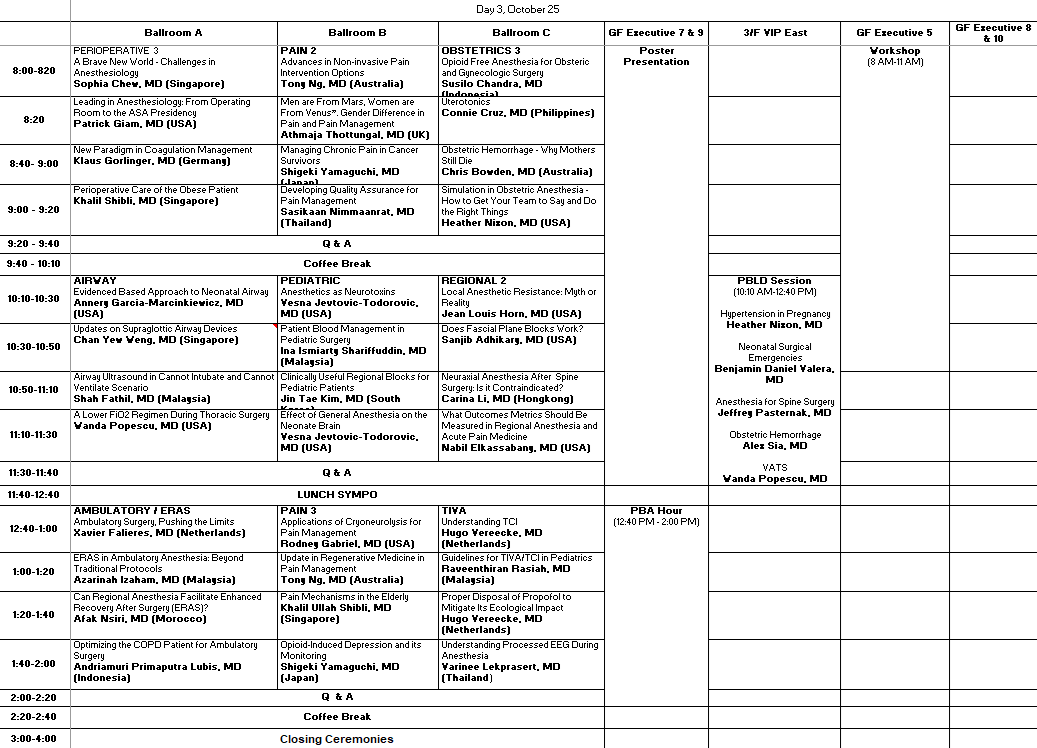 Day 3, October 25
Ballroom A
Ballroom B
Ballroom C
GF Executive 7 & 9
3/F VIP East
GF Executive 5
GF Executive 8
& 10
8:00-820
PERIOPERATIVE 3
A Brave New World - Challenges in
Anesthesiology
Sophia Chew, MD (Singapore)
PAIN 2
Advances in Non-invasive Pain
Intervention Options
Tony Ng, MD (Australia)
OBSTETRICS 3
Opioid Free Anesthesia for Obsteric
and Gynecologic Surgery
Susilo Chandra, MD
(Indonesia)
Poster
Presentation
Workshop
(8 AM-11 AM)
8:20
Leading in Anesthesiology: From Operating
Room to the ASA Presidency
Patrick Giam, MD (USA)
Men are From Mars, Women are
From Venus", Gender Difference in
Pain and Pain Management
Athmaja Thottungal, MD (UK)
Uterotonics
Connie Cruz, MD (Philippines)
8:40- 9:00
New Paradigm in Coagulation Management
Klaus Gorlinger, MD (Germany)
Managing Chronic Pain in Cancer
Survivors
Shigeki Yamaguchi, MD
(Japan)
Obstetric Hemorrhage - Why Mothers
Still Die
Chris Bowden, MD (Australia)
9:00 - 9:20
Perioperative Care of the Obese Patient
Khalil Shibli, MD (Singapore)
Developing Quality Assurance for
Pain Management
Sasikaan Nimmaanrat, MD
(Thailand)
Simulation in Obstetric Anesthesia -
How to Get Your Team to Say and Do
the Right Things
Heather Nixon, MD (USA)
9:20 - 9:40
Q & A
9:40 - 10:10
Coffee Break
10:10-10:30
AIRWAY
Evidenced Based Approach to Neonatal Airway
Annery Garcia-Marcinkiewicz, MD
(USA)
PEDIATRIC
Anesthetics as Neurotoxins
Vesna Jevtovic-Todorovic,
MD (USA)
REGIONAL 2
Local Anesthetic Resistance: Myth or
Reality
Jean Louis Horn, MD (USA)
PBLD Session
(10:10 AM-12:40 PM)
Hypertension in Pregnancy
Heather Nixon, MD
Neonatal Surgical
Emergencies
Benjamin Daniel Valera,
MD
Anesthesia for Spine Surgery
Jeffrey Pasternak, MD
Obstetric Hemorrhage
Alex Sia, MD
VATS
Wanda Popescu, MD
10:30-10:50
Updates on Supraglottic Airway Devices
Chan Yew Weng, MD (Singapore)
Patient Blood Management in
Pediatric Surgery
Ina Ismiarty Shariffuddin, MD
(Malaysia)
Does Fascial Plane Blocks Work?
Sanjib Adhikary, MD (USA)
10:50-11:10
Airway Ultrasound in Cannot Intubate and Cannot
Ventilate Scenario
Shah Fathil, MD (Malaysia)
Clinically Useful Regional Blocks for
Pediatric Patients
Jin Tae Kim, MD (South
Korea)
Neuraxial Anesthesia After Spine
Surgery: Is it Contraindicated?
Carina Li, MD (Hongkong)
11:10-11:30
A Lower FiO2 Regimen During Thoracic Surgery
Wanda Popescu, MD (USA)
Effect of General Anesthesia on the
Neonate Brain
Vesna Jevtovic-Todorovic,
MD (USA)
What Outcomes Metrics Should Be
Measured in Regional Anesthesia and
Acute Pain Medicine
Nabil Elkassabany, MD (USA)
11:30-11:40
Q & A
11:40-12:40
LUNCH SYMPO
12:40-1:00
AMBULATORY / ERAS
Ambulatory Surgery, Pushing the Limits
Xavier Falieres, MD (Netherlands)
PAIN 3
Applications of Cryoneurolysis for
Pain Management
Rodney Gabriel, MD (USA)
TIVA
Understanding TCI
Hugo Vereecke, MD
(Netherlands)
PBA Hour
(12:40 PM - 2:00 PM)
1:00-1:20
ERAS in Ambulatory Anesthesia: Beyond
Traditional Protocols
Azarinah Izaham, MD (Malaysia)
Update in Regenerative Medicine in
Pain Management
Tony Ng, MD (Australia)
Guidelines for TIVA/TCI in Pediatrics
Raveenthiran Rasiah, MD
(Malaysia)
1:20-1:40
Can Regional Anesthesia Facilitate Enhanced
Recovery After Surgery (ERAS)?
Afak Nsiri, MD (Morocco)
Pain Mechanisms in the Elderly
Khalil Ullah Shibli, MD
(Singapore)
Proper Disposal of Propofol to
Mitigate Its Ecological Impact
Hugo Vereecke, MD
(Netherlands)
1:40-2:00
Optimizing the COPD Patient for Ambulatory
Surgery
Andriamuri Primaputra Lubis, MD
(Indonesia)
Opioid-Induced Depression and its
Monitoring
Shigeki Yamaguchi, MD
(Japan)
Understanding Processed EEG During
Anesthesia
Varinee Lekprasert, MD
(Thailand)
2:00-2:20
Q & A
2:20-2:40
Coffee Break
3:00-4:00
Closing Ceremonies